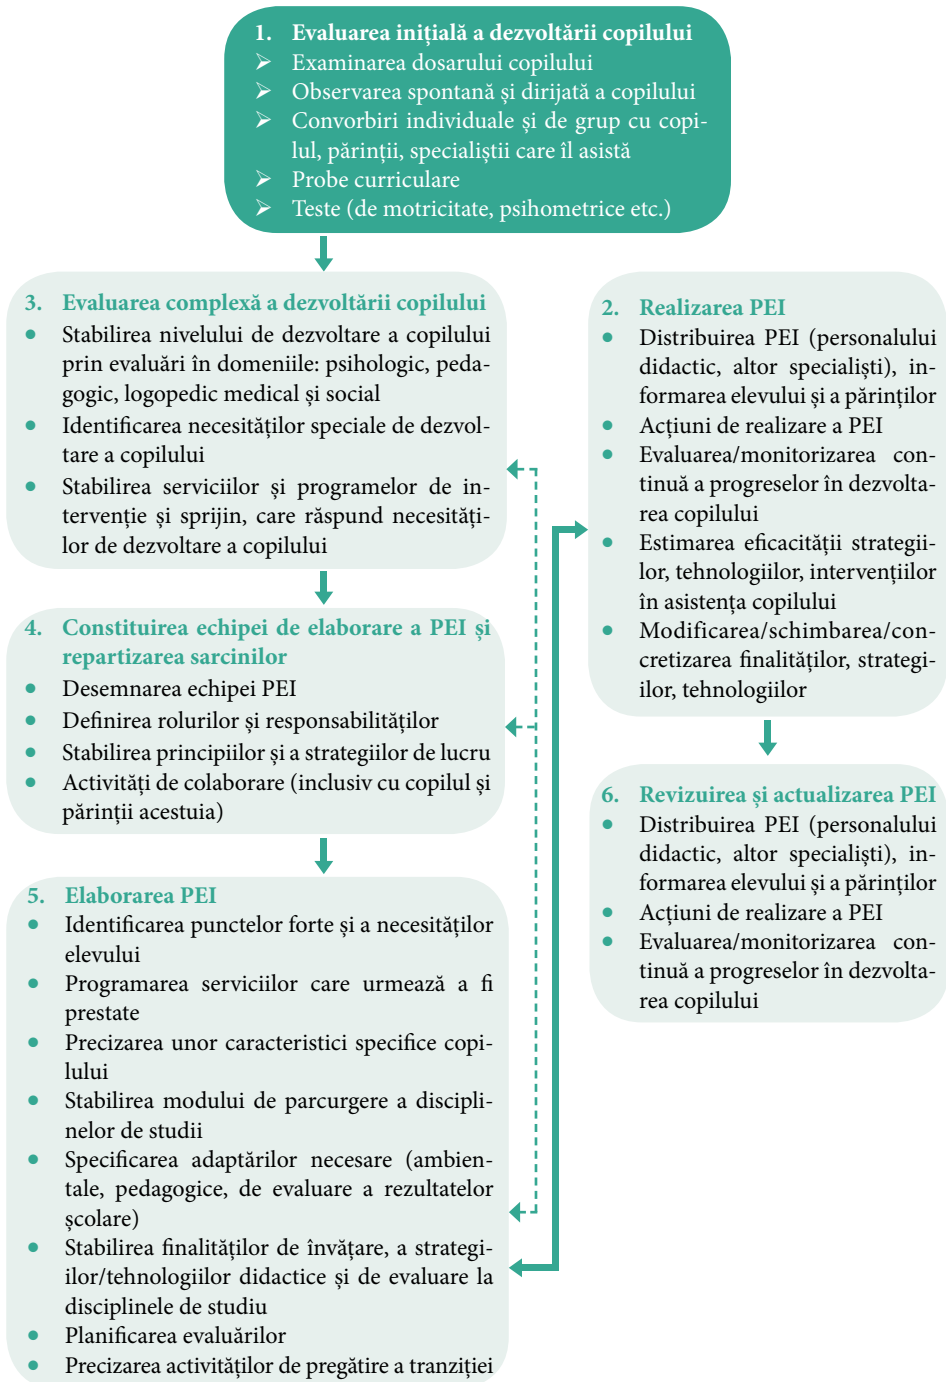 1. Evaluarea inițială a dezvoltării copilului
➢ Examinarea dosarului copilului
➢ Observarea spontană și dirijată a copilului
➢ Convorbiri individuale și de grup cu copi-
lul, părinții, specialiștii care îl asistă
➢ Probe curriculare
➢ Teste (de motricitate, psihometrice etc.)
3. Evaluarea complexă a dezvoltării copilului
• Stabilirea nivelului de dezvoltare a copilului
prin evaluări în domeniile: psihologic, peda-
gogic, logopedic medical și social
• Identificarea necesităților speciale de dezvol-
tare a copilului
• Stabilirea serviciilor și programelor de in-
tervenție și sprijin, care răspund necesități-
lor de dezvoltare a copilului
4. Constituirea echipei de elaborare a PEI și
repartizarea sarcinilor
• Desemnarea echipei PEI
• Definirea rolurilor și responsabilităților
• Stabilirea principiilor și a strategiilor de lucru
• Activități de colaborare (inclusiv cu copilul și
părinții acestuia)
5. Elaborarea PEI
• Identificarea punctelor forte și a necesităților
elevului
• Programarea serviciilor care urmează a fi
prestate
• Precizarea unor caracteristici specifice copi-
lului
• Stabilirea modului de parcurgere a discipli-
nelor de studii
• Specificarea adaptărilor necesare (ambien-
tale, pedagogice, de evaluare a rezultatelor
școlare)
• Stabilirea finalităților de învățare, a strategi-
ilor/tehnologiilor didactice și de evaluare la
disciplinele de studiu
• Planificarea evaluărilor
• Precizarea activităților de pregătire a tranziției
2. Realizarea PEI
• Distribuirea PEI (personalului
didactic, altor specialiști), in-
formarea elevului și a părinților
• Acțiuni de realizare a PEI
• Evaluarea/monitorizarea con-
tinuă a progreselor în dezvolta-
rea copilului
• Estimarea eficacității strategii-
ilor, tehnologiilor, intervențiilor
în asistența copilului
• Modificarea/schimbarea/con-
cretizarea finalităților, strategi-
ilor, tehnologiilor
6. Revizuirea și actualizarea PEI
• Distribuirea PEI (personalului
didactic, altor specialiști), in-
formarea elevului și a părinților
• Acțiuni de realizare a PEI
• Evaluarea/monitorizarea con-
tinuă a progreselor în dezvolta-
rea copilului